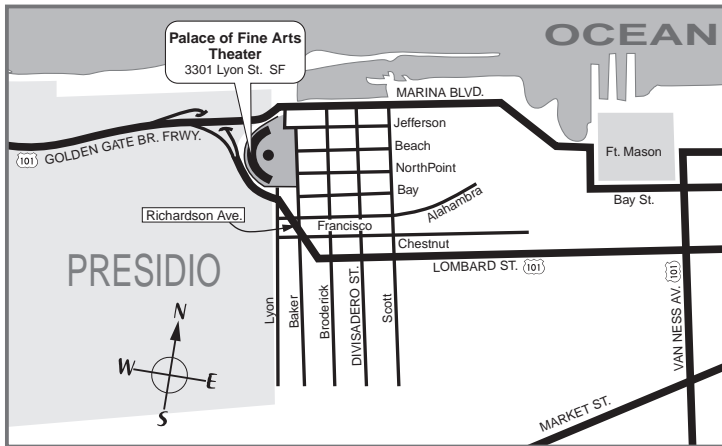 OCEAN
Palace of Fine Arts
Theater
3301 Lyon St.  SF
MARINA BLVD.
Jefferson
Beach
NorthPoint
Bay
Alahambra
Ft. Mason
Bay St.
101 GOLDEN GATE BR. FRWY.
Richardson Ave.
Francisco
Chestnut
LOMBARD ST. 101
PRESIDIO
Lyon
Baker
Broderick
DIVISADERO ST.
Scott
VAN NESS AV. 101
MARKET ST.
N
W
E
S